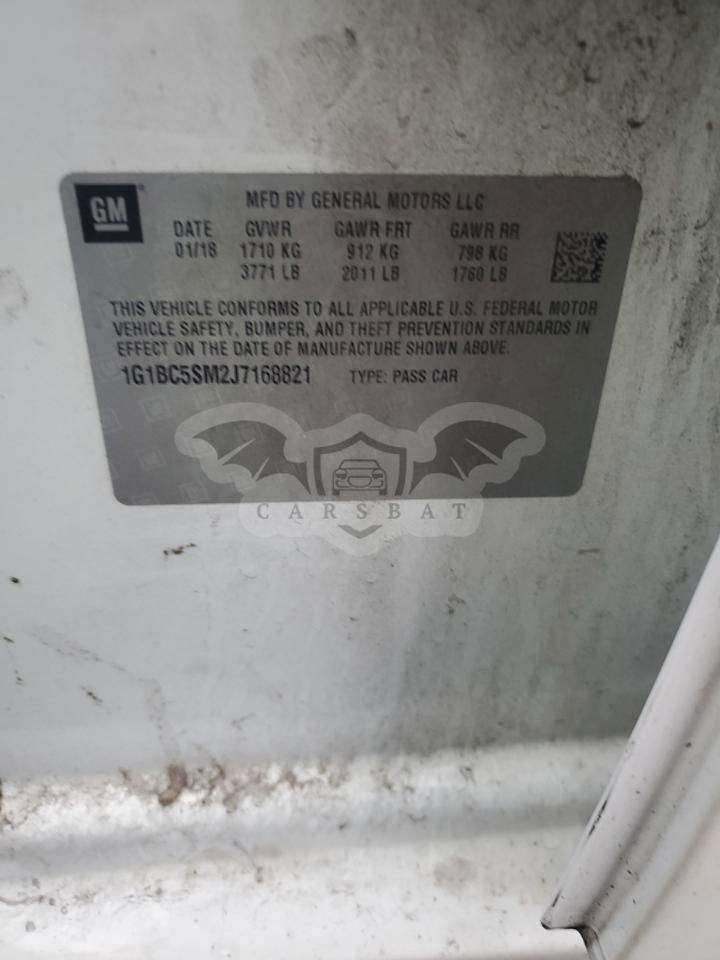 GM
MFD BY GENERAL MOTORS LLC
DATE GVWR GAWR FRT GAWR RR
01/18 1710 KG 912 KG 798 KG
3771 LB 2011 LB 1760 LB
THIS VEHICLE CONFORMS TO ALL APPLICABLE U.S. FEDERAL MOTOR
VEHICLE SAFETY, BUMPER, AND THEFT PREVENTION STANDARDS IN
EFFECT ON THE DATE OF MANUFACTURE SHOWN ABOVE.
1G1BC5SM2J7168821 TYPE: PASS CAR
CARSBAT